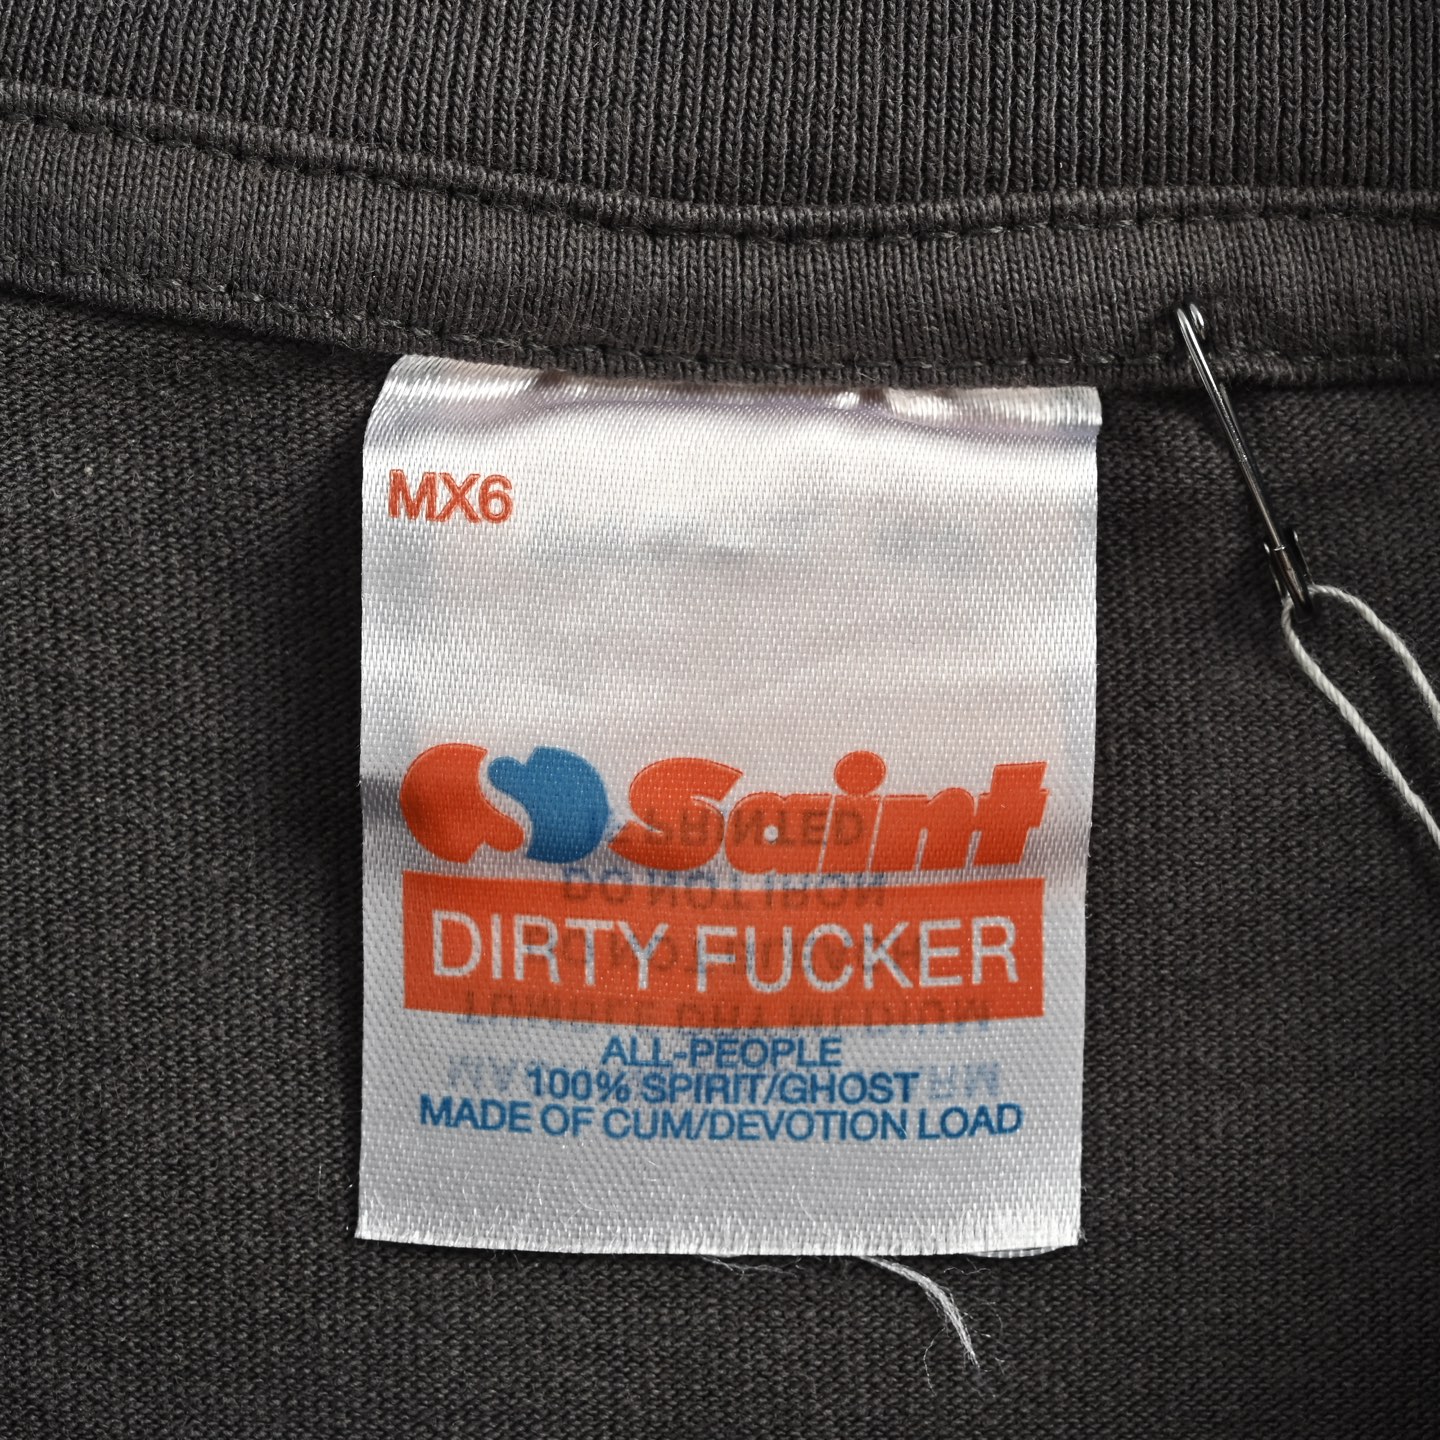 MX6
Saint
DIRTY FUCKER
ALL-PEOPLE
100% SPIRIT/GHOST
MADE OF CUM/DEVOTION LOAD